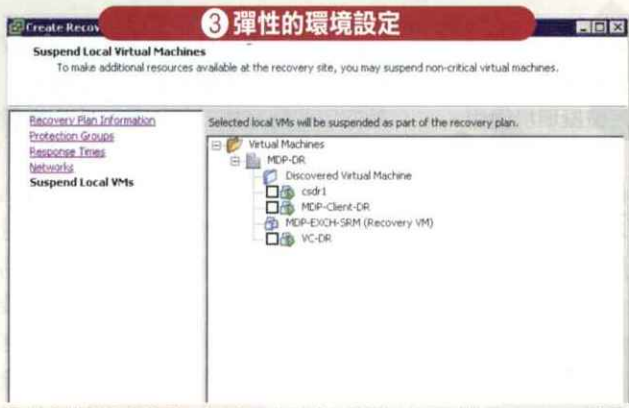 Create Recov
③彈性的環境設定
Suspend Local Virtual Machines
To make additional resources available at the recovery site, you may suspend non-critical virtual machines.
Recovery Plan Information
Protection Groups
Response Times
Networks
Suspend Local VMs
Selected local VMs will be suspended as part of the recovery plan.
Virtual Machines
MDP-DR
Discovered Virtual Machine
csdr1
MDP-Client-DR
MDP-EXCH-SRM (Recovery VM)
VC-DR